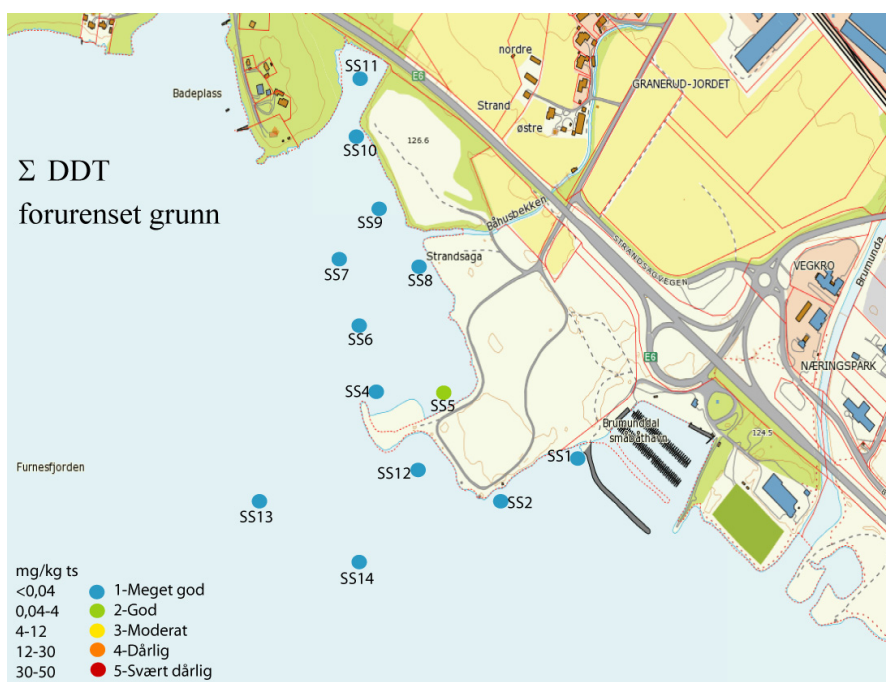 nordre
SS11
E6
Badeplass
GRANERUD-JORDET
Strand
østre
126.6
SS10
Σ DDT
forurenset grunn
SS9
Båhusbekken
STRANDSAGVEGEN
Strandsaga
SS7
SS8
VEGKRO
Brumunda
SS6
E6
NÆRINGSPARK
SS4
SS5
Brumunddal
småbåthavn
124.5
SS1
Furnesfjorden
SS12
SS2
SS13
SS14
mg/kg ts
<0,04 1-Meget god
0,04-4 2-God
4-12 3-Moderat
12-30 4-Dårlig
30-50 5-Svært dårlig